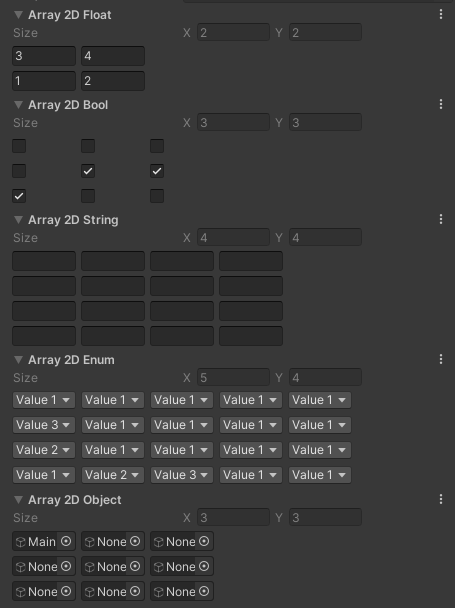 Array 2D Float
Size X 2 Y 2
3 4
1 2
Array 2D Bool
Size X 3 Y 3
Array 2D String
Size X 4 Y 4
Array 2D Enum
Size X 5 Y 4
Value 1 Value 1 Value 1 Value 1 Value 1
Value 3 Value 1 Value 1 Value 1 Value 1
Value 2 Value 1 Value 1 Value 1 Value 1
Value 1 Value 2 Value 3 Value 1 Value 1
Array 2D Object
Size X 3 Y 3
Main None None
None None None
None None None